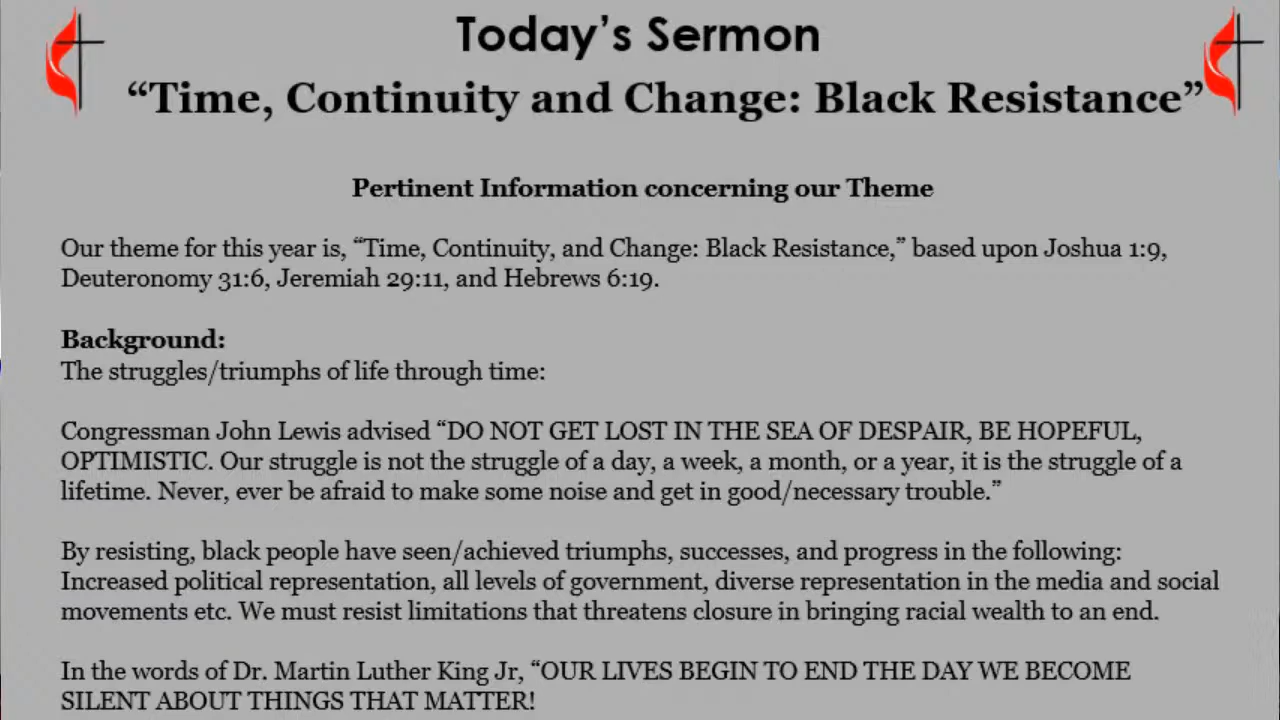 Today’s Sermon
“Time, Continuity and Change: Black Resistance”
Pertinent Information concerning our Theme
Our theme for this year is, “Time, Continuity, and Change: Black Resistance,” based upon Joshua 1:9,
Deuteronomy 31:6, Jeremiah 29:11, and Hebrews 6:19.
Background:
The struggles/triumphs of life through time:
Congressman John Lewis advised “DO NOT GET LOST IN THE SEA OF DESPAIR, BE HOPEFUL,
OPTIMISTIC. Our struggle is not the struggle of a day, a week, a month, or a year, it is the struggle of a
lifetime. Never, ever be afraid to make some noise and get in good/necessary trouble.”
By resisting, black people have seen/achieved triumphs, successes, and progress in the following:
Increased political representation, all levels of government, diverse representation in the media and social
movements etc. We must resist limitations that threatens closure in bringing racial wealth to an end.
In the words of Dr. Martin Luther King Jr, “OUR LIVES BEGIN TO END THE DAY WE BECOME
SILENT ABOUT THINGS THAT MATTER!